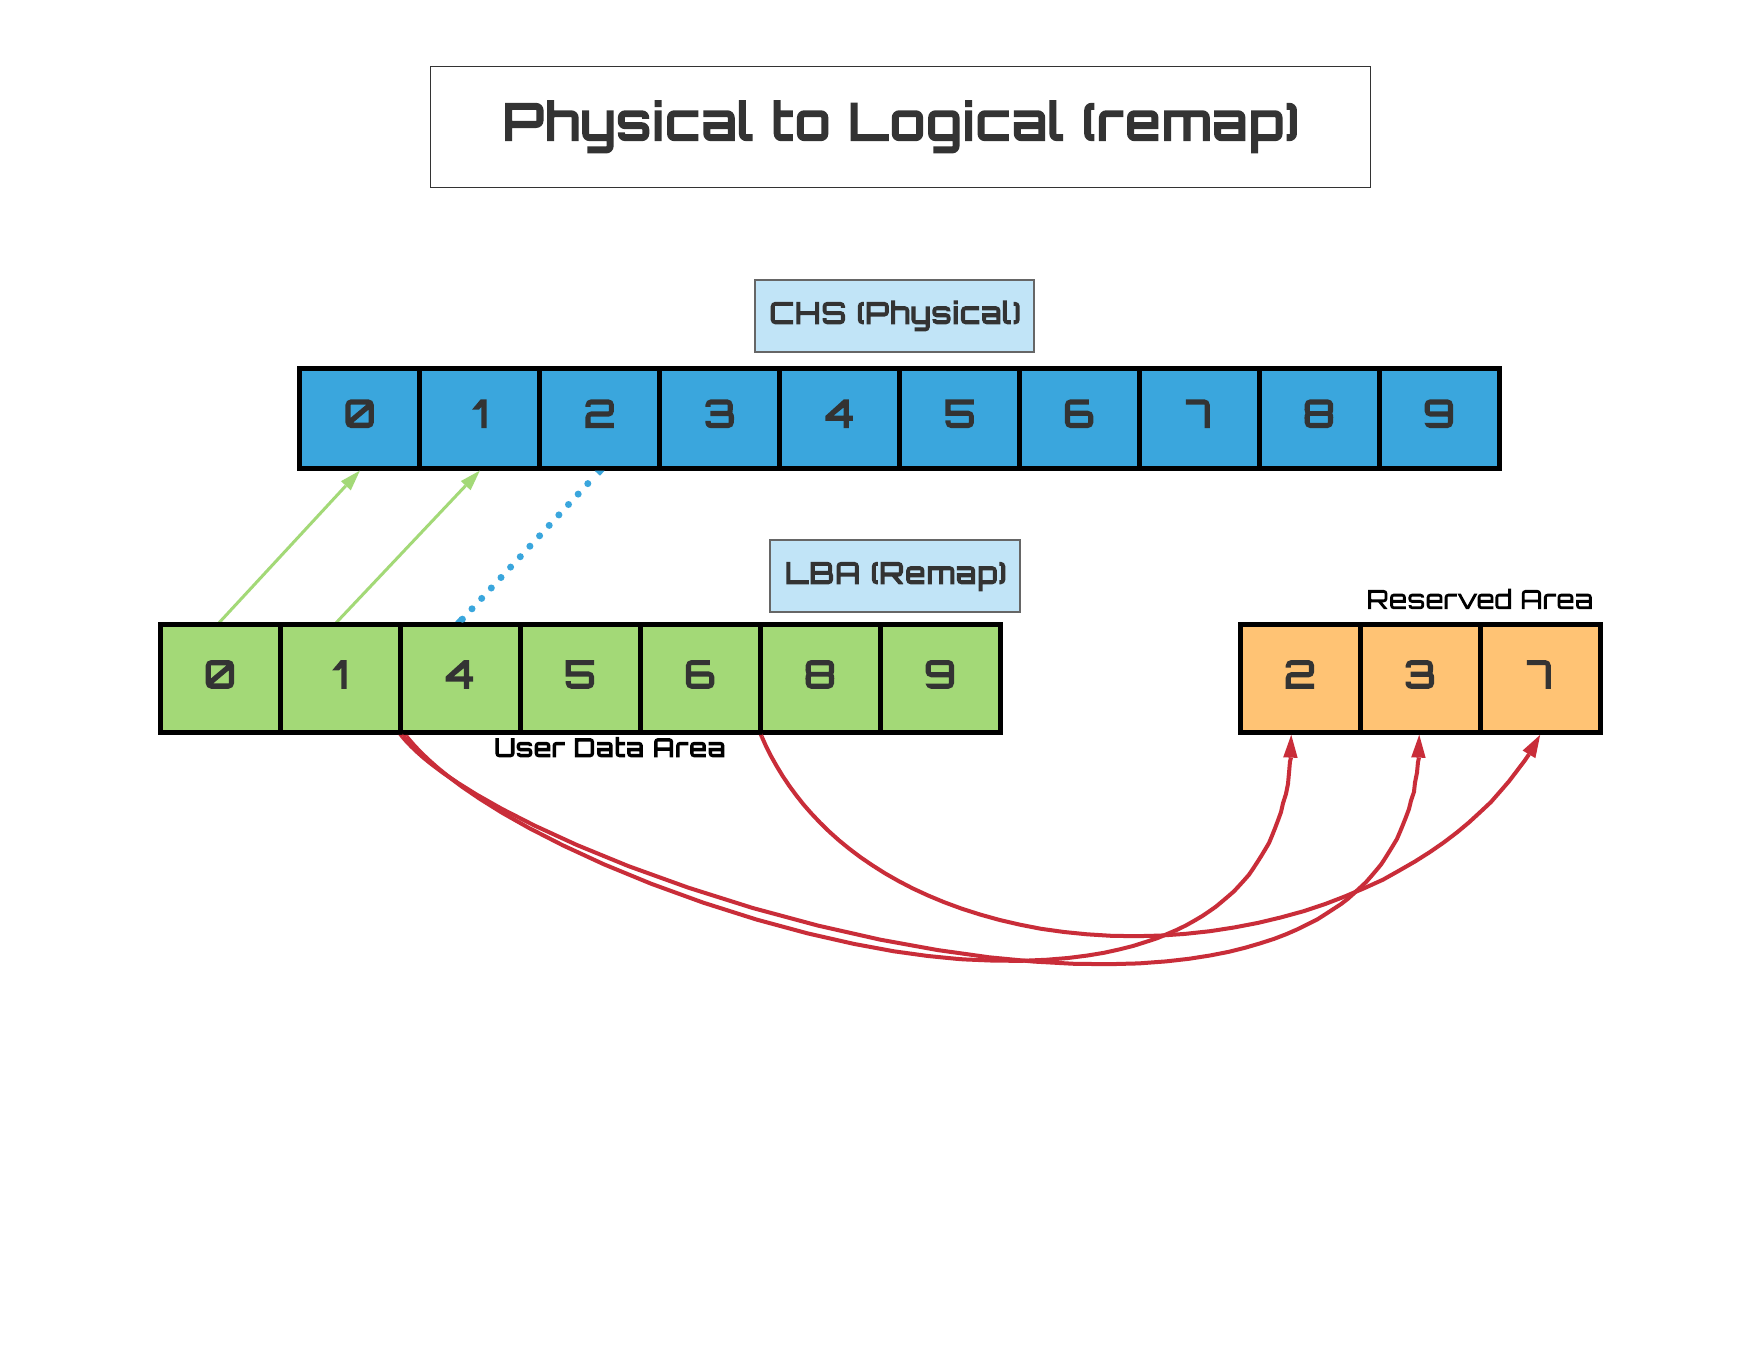 Physical to Logical (remap)
CHS (Physical)
0 1 2 3 4 5 6 7 8 9
LBA (Remap)
Reserved Area
0 1 4 5 6 8 9
2 3 7
User Data Area